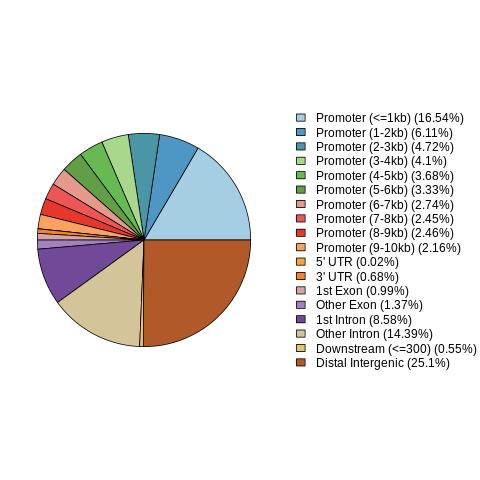 Promoter (<=1kb) (16.54%)
Promoter (1-2kb) (6.11%)
Promoter (2-3kb) (4.72%)
Promoter (3-4kb) (4.1%)
Promoter (4-5kb) (3.68%)
Promoter (5-6kb) (3.33%)
Promoter (6-7kb) (2.74%)
Promoter (7-8kb) (2.45%)
Promoter (8-9kb) (2.46%)
Promoter (9-10kb) (2.16%)
5' UTR (0.02%)
3' UTR (0.68%)
1st Exon (0.99%)
Other Exon (1.37%)
1st Intron (8.58%)
Other Intron (14.39%)
Downstream (<=300) (0.55%)
Distal Intergenic (25.1%)